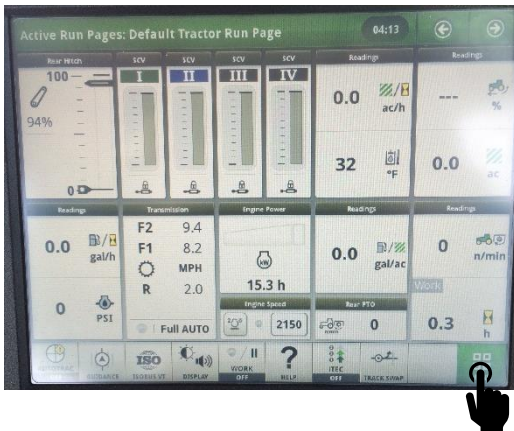 Active Run Pages: Default Tractor Run Page
04:13
Rear Hitch
100
94%
0
SCV
I
SCV
II
SCV
III
SCV
IV
Readings
0.0
ac/h
32
°F
Readings
---
%
0.0
ac
Readings
0.0
gal/h
0
PSI
Transmission
F2 9.4
F1 8.2
MPH
R 2.0
Full AUTO
Engine Power
kW
15.3 h
Engine Speed
2150
Readings
0.0
gal/ac
Rear PTO
0
Readings
0
n/min
Work
0.3
h
GUIDANCE
ISO
ISOBUS VT
DISPLAY
WORK
OFF
?
HELP
iTEC
OFF
TRACK SWAP